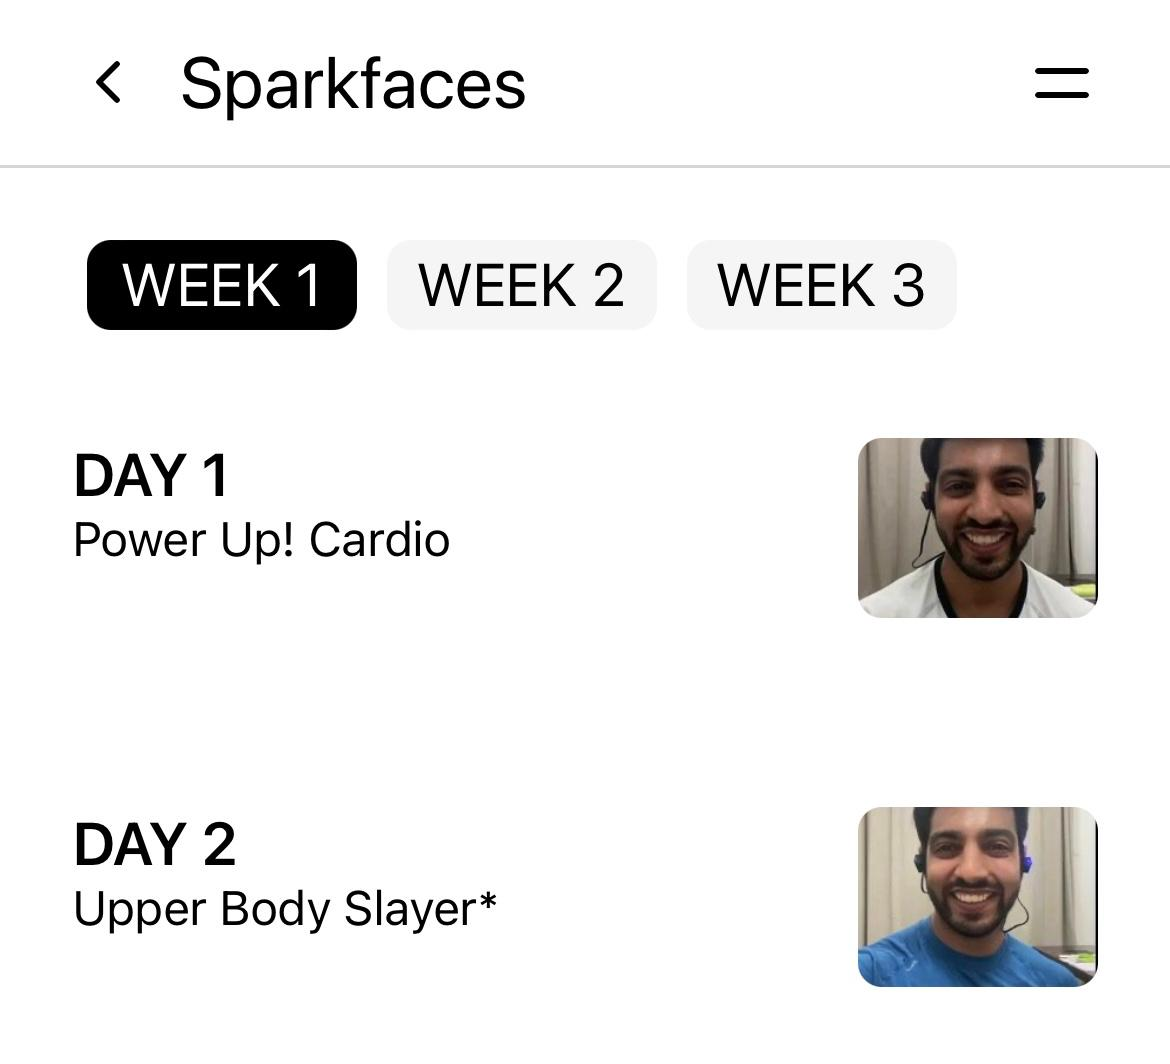 Sparkfaces
WEEK 1 WEEK 2 WEEK 3
DAY 1
Power Up! Cardio
DAY 2
Upper Body Slayer*